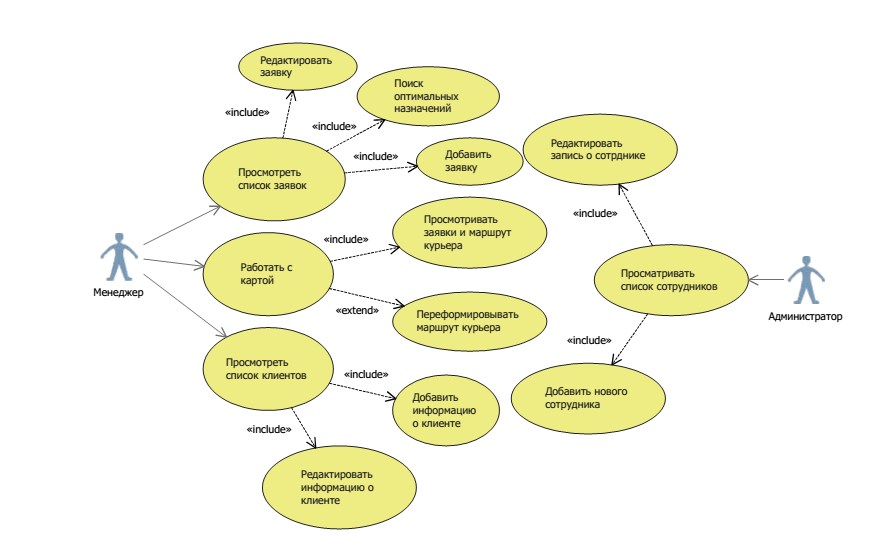 Редактировать
заявку
«include»
Поиск
оптимальных
назначений
«include»
«include»
Добавить
заявку
Просмотреть
список заявок
Редактировать
запись о сотрднике
«include»
Менеджер
Просмотривать
заявки и маршрут
курьера
«include»
Работать с
картой
«extend»
Переформировывать
маршрут курьера
Просматривать
список сотрудников
Администратор
«include»
Добавить нового
сотрудника
Просмотреть
список клиентов
«include»
Добавить
информацию
о клиенте
«include»
Редактировать
информацию о
клиенте